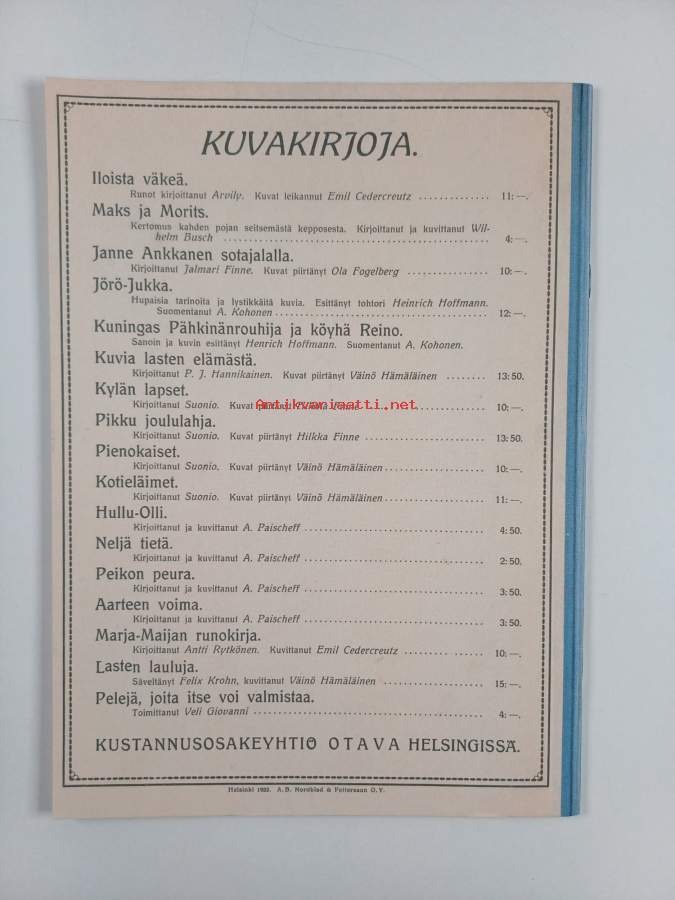 KUVAKIRJOJA.
Iloista väkeä.
Runot kirjoittanut Arvily. Kuvat leikannut Emil Cedercreutz .............. 11: —.
Maks ja Morits.
Kertomus kahden pojan seitsemästä kepposesta. Kirjoittanut ja kuvittanut Wil-
helm Busch .................................................. 4: —.
Janne Ankkanen sotajalalla.
Kirjoittanut Jalmari Finne. Kuvat piirtänyt Ola Fogelberg ................ 10: —.
Jörö-Jukka.
Hupaisia tarinoita ja lystikkäitä kuvia. Esittänyt tohtori Heinrich Hoffmann.
Suomentanut A. Kohonen .......................................... 12: —.
Kuningas Pähkinänrouhija ja köyhä Reino.
Sanoin ja kuvin esittänyt Henrich Hoffmann. Suomentanut A. Kohonen.
Kuvia lasten elämästä.
Kirjoittanut P. J. Hannikainen. Kuvat piirtänyt Väinö Hämäläinen ........ 13: 50.
Kylän lapset.
Kirjoittanut Suonio. Kuvat piirtänyt .................. 10: —.
Antikvariaatti.net
Pikku joululahja.
Kirjoittanut Suonio. Kuvat piirtänyt Hilkka Finne ........................ 13: 50.
Pienokaiset.
Kirjoittanut Suonio. Kuvat piirtänyt Väinö Hämäläinen .................... 10: —.
Kotieläimet.
Kirjoittanut Suonio. Kuvat piirtänyt Väinö Hämäläinen .................... 11: —.
Hullu-Olli.
Kirjoittanut ja kuvittanut A. Paischeff .................................. 4: 50.
Neljä tietä.
Kirjoittanut ja kuvittanut A. Paischeff .................................. 2: 50.
Peikon peura.
Kirjoittanut ja kuvittanut A. Paischeff .................................. 3: 50.
Aarteen voima.
Kirjoittanut ja kuvittanut A. Paischeff .................................. 3: 50.
Marja-Maijan runokirja.
Kirjoittanut Antti Rytkönen. Kuvittanut Emil Cedercreutz ................ 10: —.
Lasten lauluja.
Säveltänyt Felix Krohn, kuvittanut Väinö Hämäläinen .................... 15: —.
Pelejä, joita itse voi valmistaa.
Toimittanut Veli Giovanni .............................................. 4: —.
KUSTANNUSOSAKEYHTIÖ OTAVA HELSINGISSÄ.
Helsinki 1922. A. B. Nordblad & Pettersson O. Y.